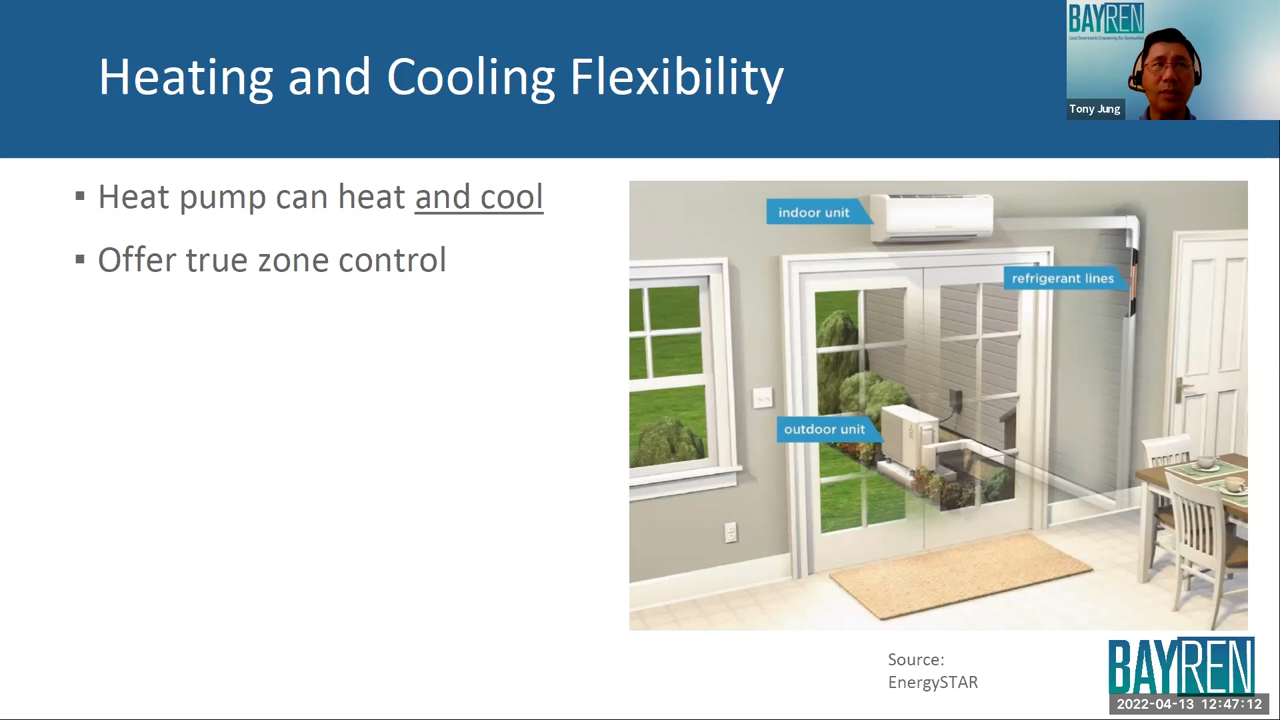 Heating and Cooling Flexibility
BAYREN
Tony Jung
▪ Heat pump can heat and cool
▪ Offer true zone control
indoor unit
refrigerant lines
outdoor unit
Source:
EnergySTAR
BAYREN
2022-04-13 12:47:12